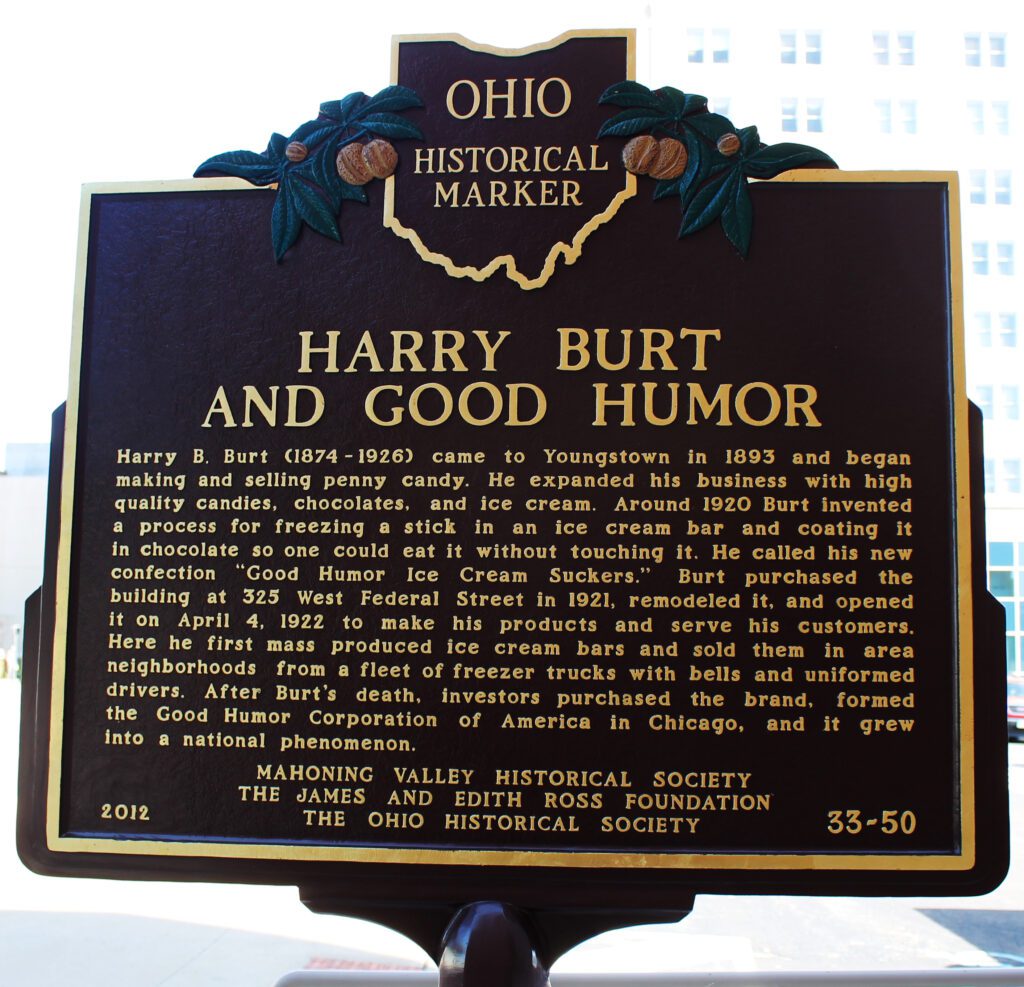 OHIO
HISTORICAL
MARKER
HARRY BURT
AND GOOD HUMOR
Harry B. Burt (1874-1926) came to Youngstown in 1893 and began
making and selling penny candy. He expanded his business with high
quality candies, chocolates, and ice cream. Around 1920 Burt invented
a process for freezing a stick in an ice cream bar and coating it
in chocolate so one could eat it without touching it. He called his new
confection "Good Humor Ice Cream Suckers." Burt purchased the
building at 325 West Federal Street in 1921, remodeled it, and opened
it on April 4, 1922 to make his products and serve his customers.
Here he first mass produced ice cream bars and sold them in area
neighborhoods from a fleet of freezer trucks with bells and uniformed
drivers. After Burt's death, investors purchased the brand, formed
the Good Humor Corporation of America in Chicago, and it grew
into a national phenomenon.
MAHONING VALLEY HISTORICAL SOCIETY
THE JAMES AND EDITH ROSS FOUNDATION
THE OHIO HISTORICAL SOCIETY
2012
33-50